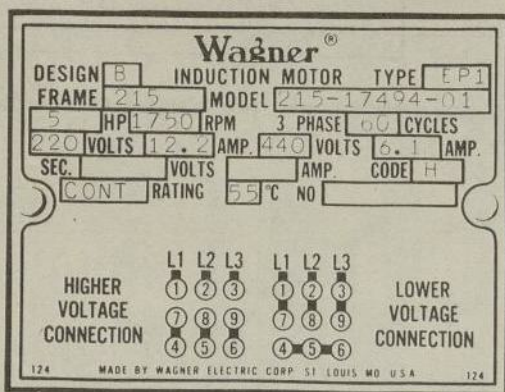 Wagner®
DESIGN B INDUCTION MOTOR TYPE EP1
FRAME 215 MODEL 215-17494-01
5 HP 1750 RPM 3 PHASE 60 CYCLES
220 VOLTS 12.2 AMP. 440 VOLTS 6.1 AMP.
SEC. VOLTS AMP. CODE H
CONT RATING 55 °C NO
L1 L2 L3 L1 L2 L3
1 2 3 1 2 3
HIGHER VOLTAGE CONNECTION
7 8 9 7 8 9
LOWER VOLTAGE CONNECTION
4 5 6 4 5 6
124 MADE BY WAGNER ELECTRIC CORP ST LOUIS MO USA 124